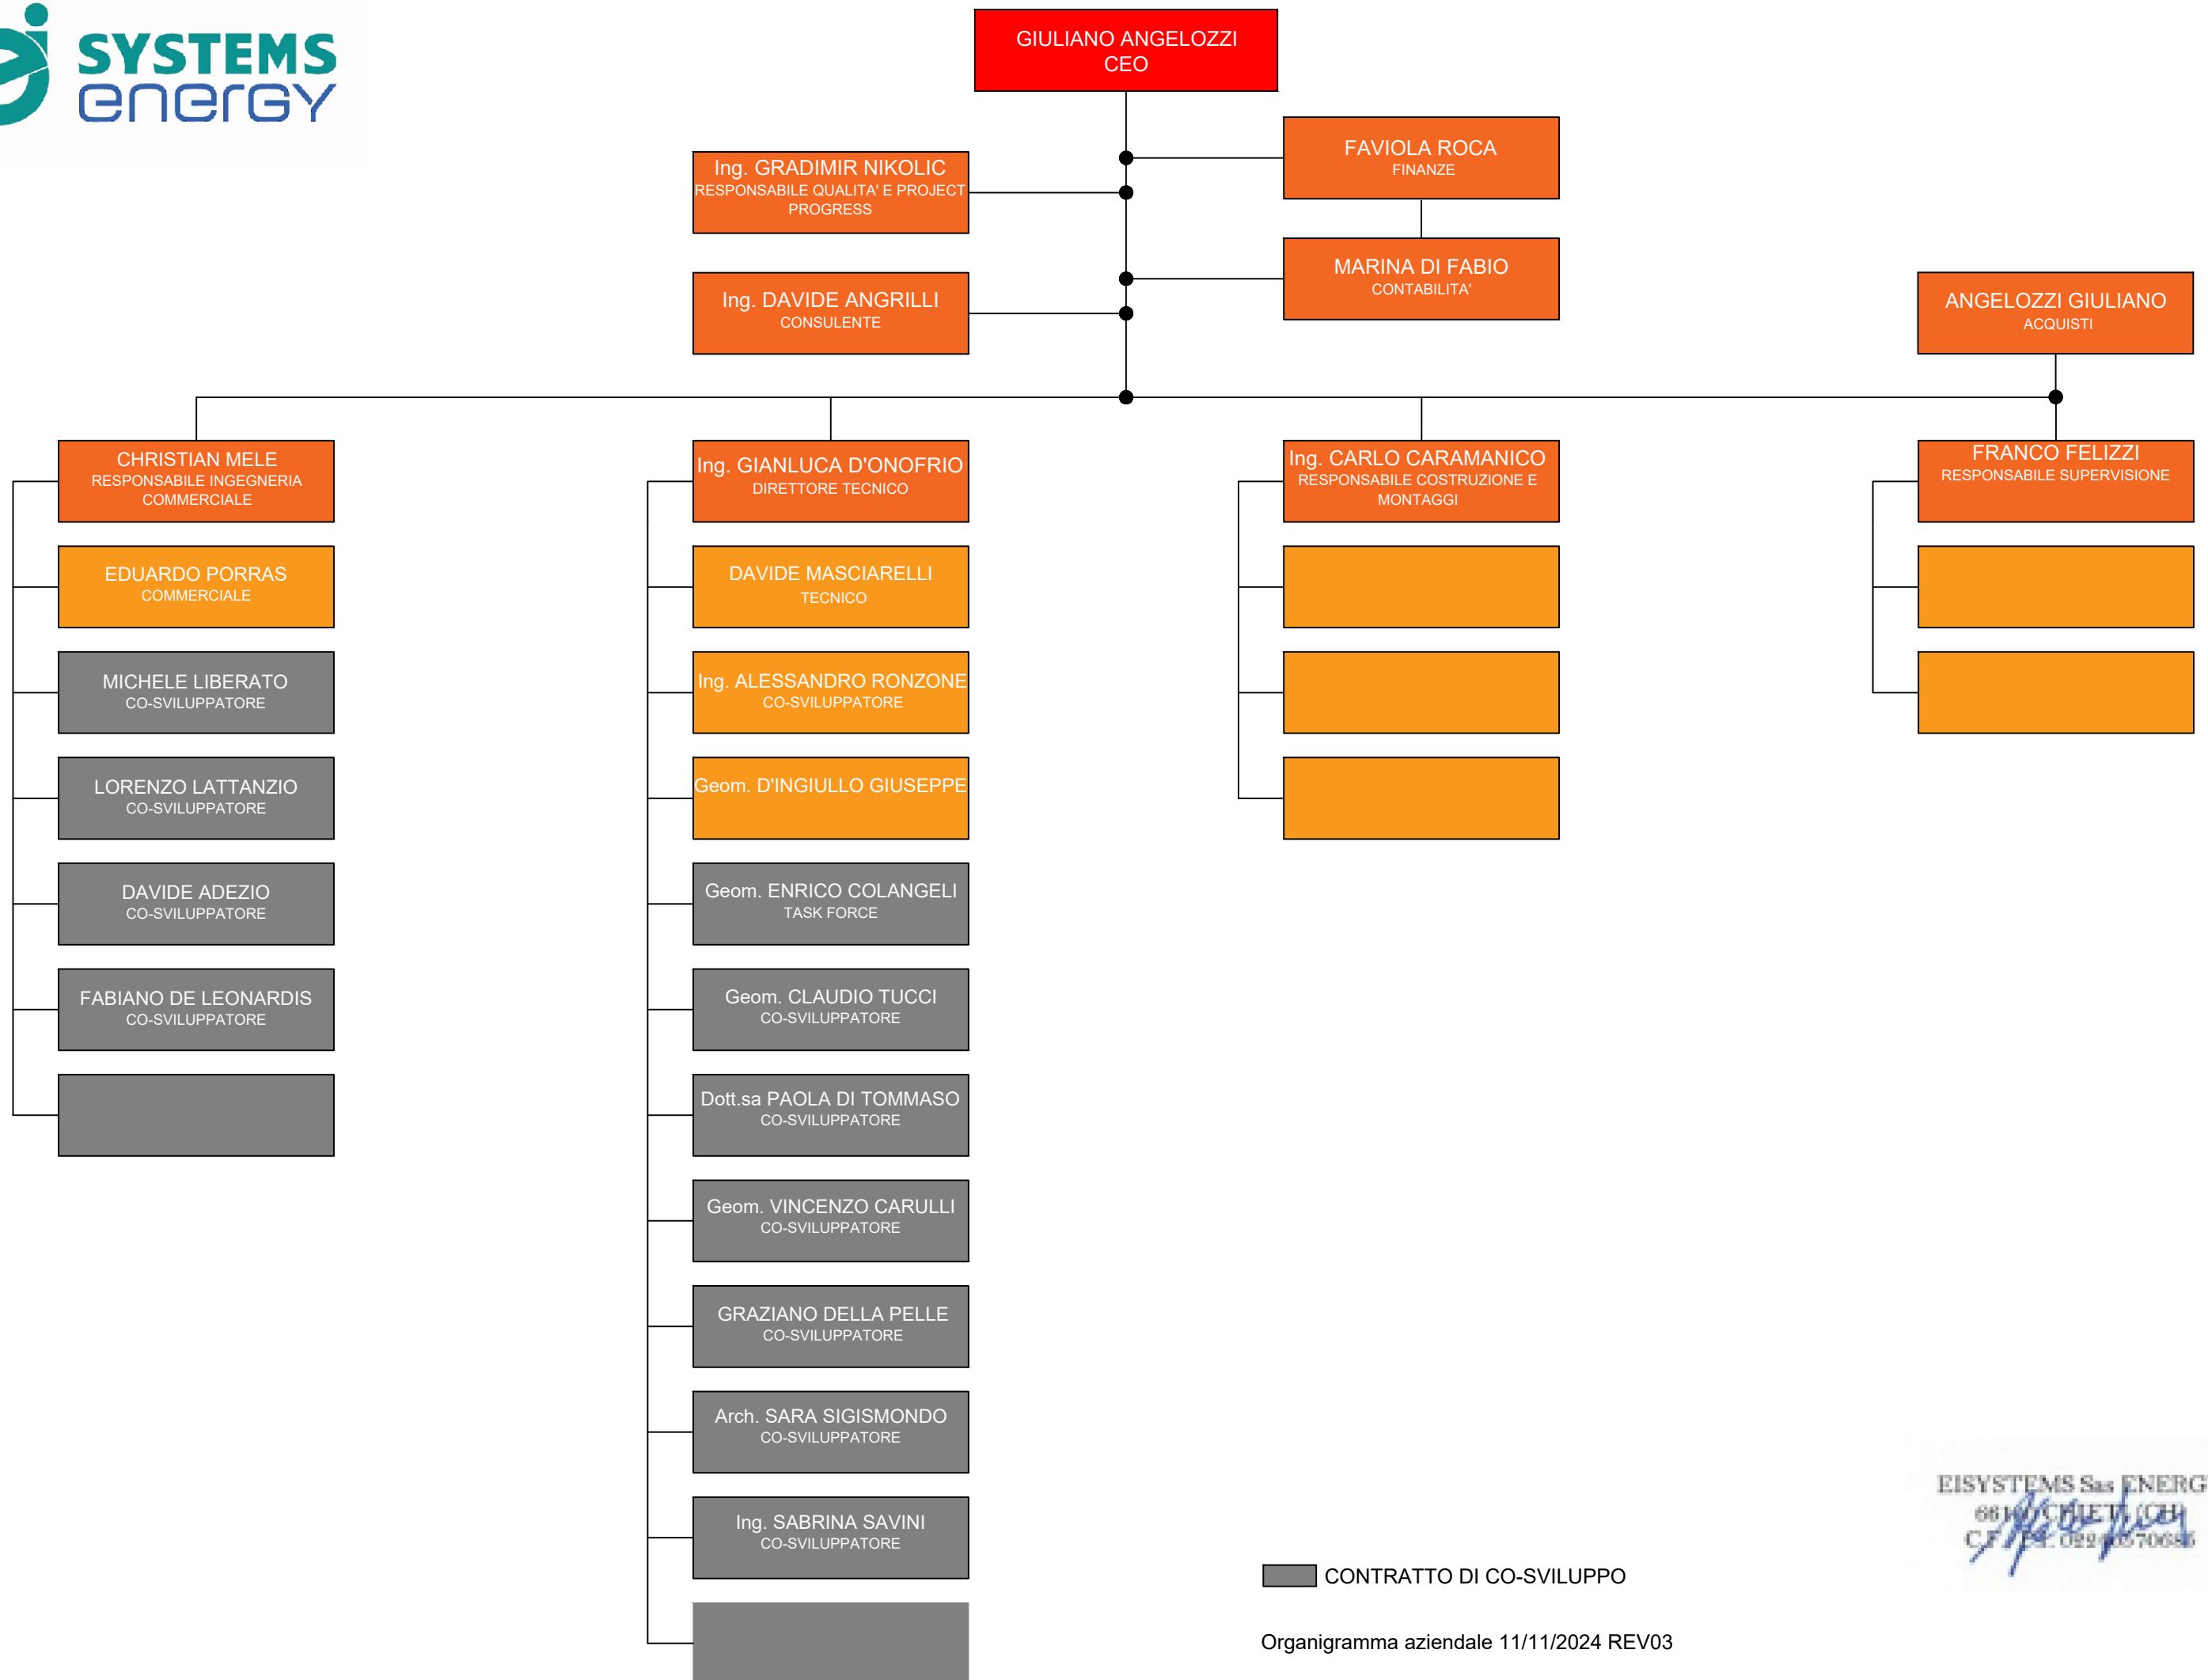 SYSTEMS
energy
GIULIANO ANGELOZZI
CEO
FAVIOLA ROCA
FINANZE
Ing. GRADIMIR NIKOLIC
RESPONSABILE QUALITA' E PROJECT
PROGRESS
MARINA DI FABIO
CONTABILITA'
Ing. DAVIDE ANGRILLI
CONSULENTE
ANGELOZZI GIULIANO
ACQUISTI
CHRISTIAN MELE
RESPONSABILE INGEGNERIA
COMMERCIALE
EDUARDO PORRAS
COMMERCIALE
MICHELE LIBERATO
CO-SVILUPPATORE
LORENZO LATTANZIO
CO-SVILUPPATORE
DAVIDE ADEZIO
CO-SVILUPPATORE
FABIANO DE LEONARDIS
CO-SVILUPPATORE
Ing. GIANLUCA D'ONOFRIO
DIRETTORE TECNICO
DAVIDE MASCIARELLI
TECNICO
Ing. ALESSANDRO RONZONE
CO-SVILUPPATORE
Geom. D'INGIULLO GIUSEPPE
Geom. ENRICO COLANGELI
TASK FORCE
Geom. CLAUDIO TUCCI
CO-SVILUPPATORE
Dott.sa PAOLA DI TOMMASO
CO-SVILUPPATORE
Geom. VINCENZO CARULLI
CO-SVILUPPATORE
GRAZIANO DELLA PELLE
CO-SVILUPPATORE
Arch. SARA SIGISMONDO
CO-SVILUPPATORE
Ing. SABRINA SAVINI
CO-SVILUPPATORE
Ing. CARLO CARAMANICO
RESPONSABILE COSTRUZIONE E
MONTAGGI
FRANCO FELIZZI
RESPONSABILE SUPERVISIONE
CONTRATTO DI CO-SVILUPPO
Organigramma aziendale 11/11/2024 REV03
EISYSTEMS Sas ENERG
CHIETI (CH)